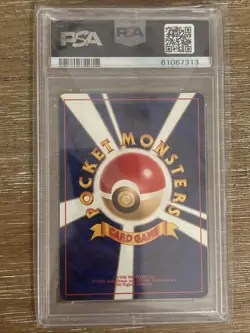 PSA
PSA
61067313
POCKET MONSTERS
CARD GAME